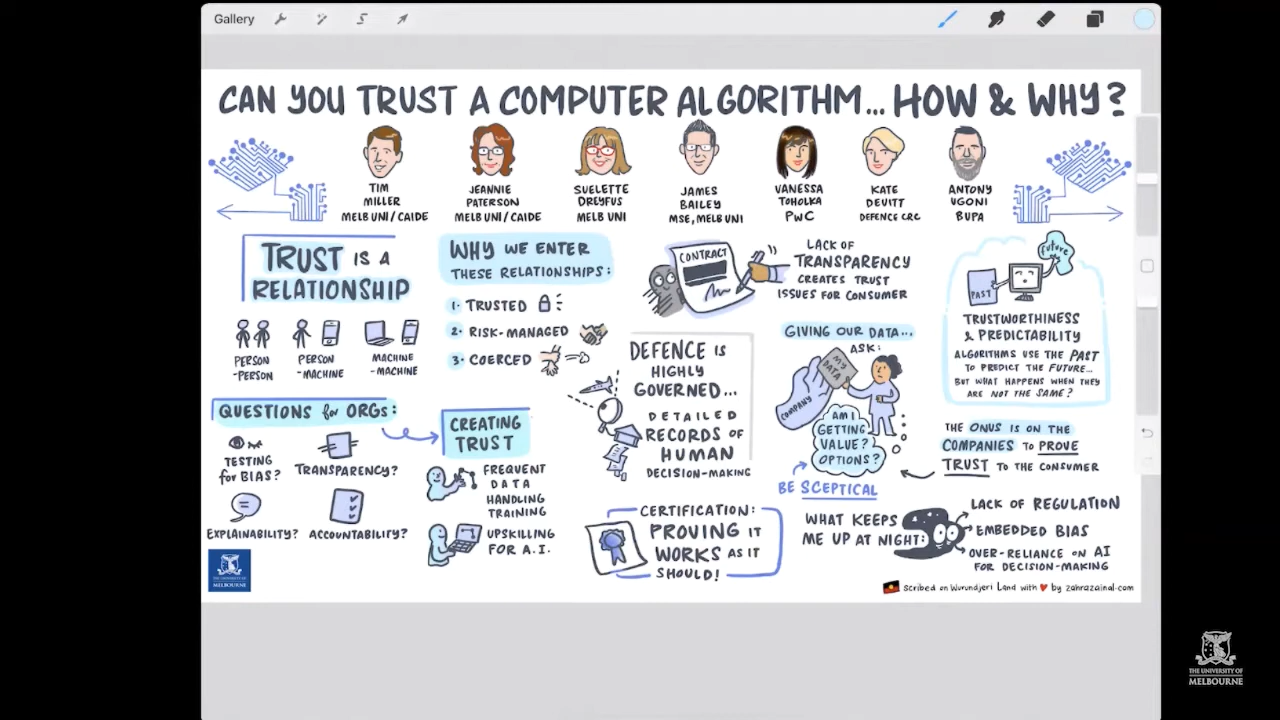 Gallery
CAN YOU TRUST A COMPUTER ALGORITHM... HOW & WHY?
TIM
MILLER
MELB UNI/CAIDE
JEANNIE
PATERSON
MELB UNI/CAIDE
SUELETTE
DREYFUS
MELB UNI
JAMES
BAILEY
MSE, MELB UNI
VANESSA
TOHOLKA
PwC
KATE
DEVITT
DEFENCE CRC
ANTONY
UGONI
BUPA
TRUST IS A
RELATIONSHIP
PERSON
-PERSON
PERSON
-MACHINE
MACHINE
-MACHINE
WHY WE ENTER
THESE RELATIONSHIPS:
1. TRUSTED
2. RISK-MANAGED
3. COERCED
CONTRACT
LACK OF
TRANSPARENCY
CREATES TRUST
ISSUES FOR CONSUMER
PAST
Future
TRUSTWORTHINESS
& PREDICTABILITY
ALGORITHMS USE THE PAST
TO PREDICT THE FUTURE...
BUT WHAT HAPPENS WHEN THEY
ARE NOT THE SAME?
QUESTIONS for ORGs:
TESTING
for BIAS?
TRANSPARENCY?
EXPLAINABILITY?
ACCOUNTABILITY?
CREATING
TRUST
FREQUENT
DATA
HANDLING
TRAINING
UPSKILLING
FOR A.I.
DEFENCE IS
HIGHLY
GOVERNED...
DETAILED
RECORDS OF
HUMAN
DECISION-MAKING
CERTIFICATION:
PROVING IT
WORKS AS IT
SHOULD!
GIVING OUR DATA...
ASK:
MY
DATA
COMPANY
AM I
GETTING
VALUE?
OPTIONS?
BE SCEPTICAL
THE ONUS IS ON THE
COMPANIES TO PROVE
TRUST TO THE CONSUMER
WHAT KEEPS
ME UP AT NIGHT:
LACK OF REGULATION
EMBEDDED BIAS
OVER-RELIANCE ON AI
FOR DECISION-MAKING
THE UNIVERSITY OF
MELBOURNE
Scribed on Wurundjeri Land with ♥ by zahrazainal.com
THE UNIVERSITY OF
MELBOURNE